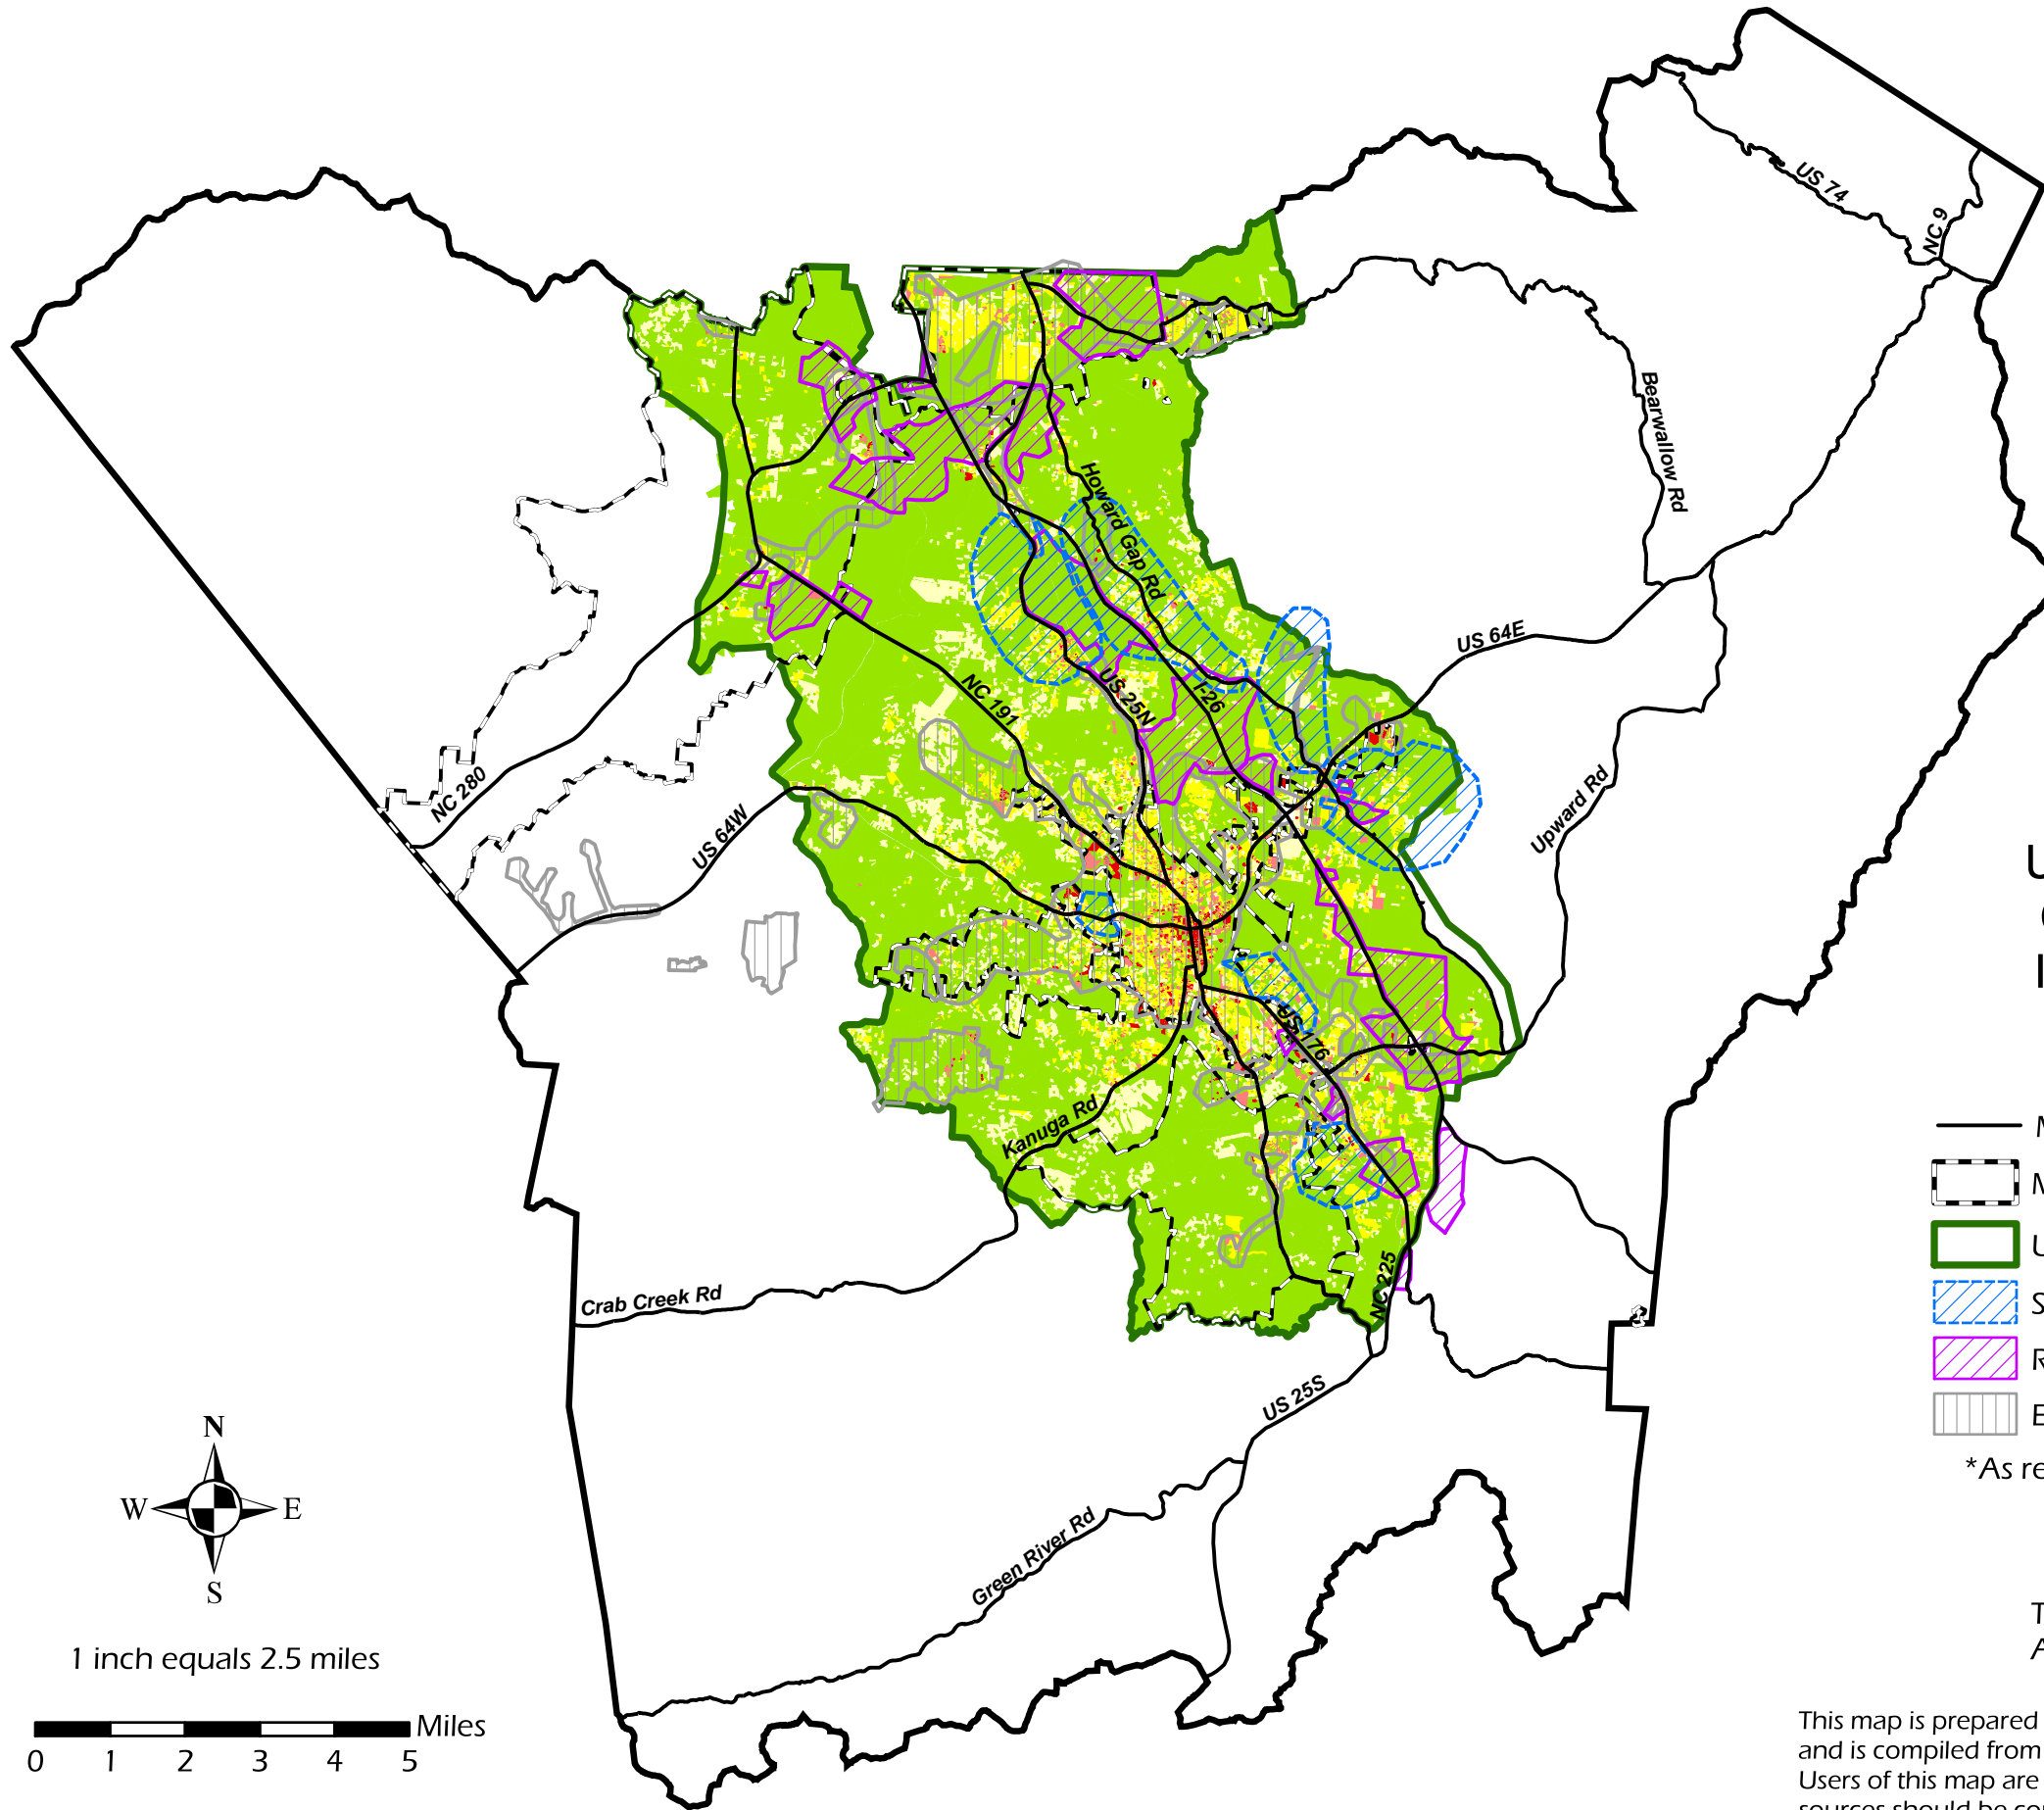 US 74
NC 9
Bearwallow Rd
Howard Gap Rd
US 64E
NC 191
US 25N
I-26
NC 280
US 64W
Upward Rd
US 176
Kanuga Rd
Crab Creek Rd
NC 225
US 25S
Green River Rd
*As re
N
W E
S
1 inch equals 2.5 miles
Miles
0 1 2 3 4 5
This map is prepared
and is compiled from
Users of this map are